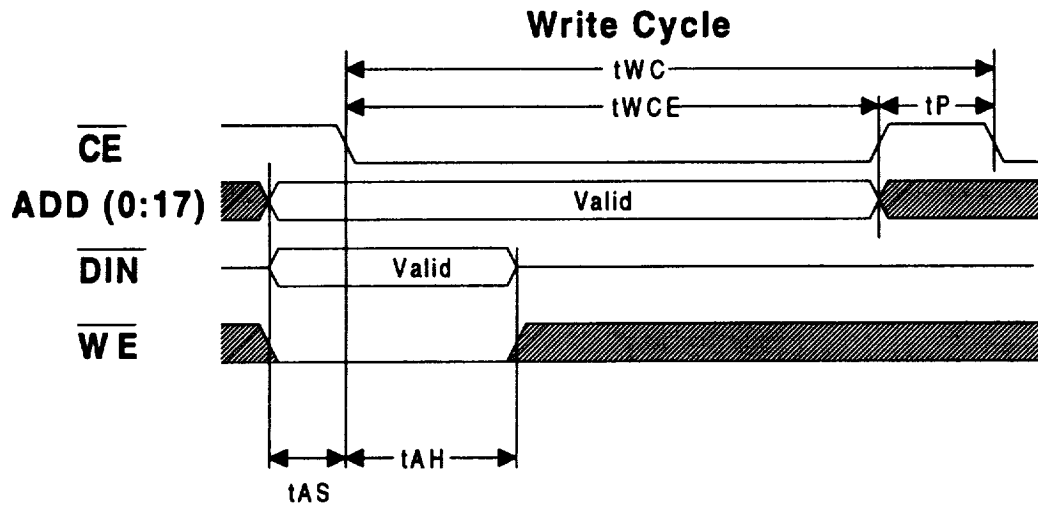 Write Cycle
tWC
tWCE tP
CE
ADD (0:17) Valid
DIN Valid
WE
tAH
tAS